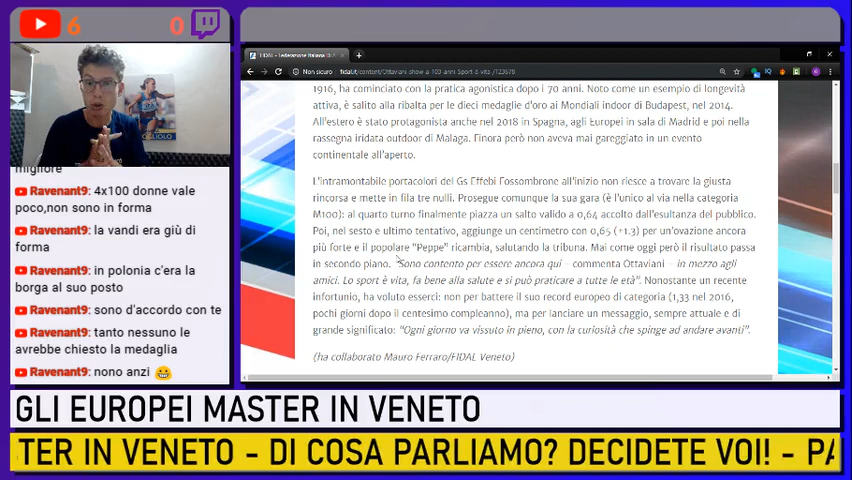 6
0
FIDAL - Federazione Italiana Di A
Non sicuro fidal.it/content/Ottaviani-show-a-103-anni-Sport-è-vita-/123678
1916, ha cominciato con la pratica agonistica dopo i 70 anni. Noto come un esempio di longevità
attiva, è salito alla ribalta per le dieci medaglie d'oro ai Mondiali indoor di Budapest, nel 2014.
All'estero è stato protagonista anche nel 2018 in Spagna, agli Europei in sala di Madrid e poi nella
rassegna iridata outdoor di Malaga. Finora però non aveva mai gareggiato in un evento
continentale all'aperto.
L'intramontabile portacolori del Gs Effebi Fossombrone all'inizio non riesce a trovare la giusta
rincorsa e mette in fila tre nulli. Prosegue comunque la sua gara (è l'unico al via nella categoria
M100): al quarto turno finalmente piazza un salto valido a 0,64 accolto dall'esultanza del pubblico.
Poi, nel sesto e ultimo tentativo, aggiunge un centimetro con 0,65 (+1.3) per un'ovazione ancora
più forte e il popolare "Peppe" ricambia, salutando la tribuna. Mai come oggi però il risultato passa
in secondo piano. "Sono contento per essere ancora qui - commenta Ottaviani - in mezzo agli
amici. Lo sport è vita, fa bene alla salute e si può praticare a tutte le età". Nonostante un recente
infortunio, ha voluto esserci: non per battere il suo record europeo di categoria (1,33 nel 2016,
pochi giorni dopo il centesimo compleanno), ma per lanciare un messaggio, sempre attuale e di
grande significato: "Ogni giorno va vissuto in pieno, con la curiosità che spinge ad andare avanti".
(ha collaborato Mauro Ferraro/FIDAL Veneto)
migliore
Ravenant9: 4x100 donne vale
poco,non sono in forma
Ravenant9: la vandi era giù di
forma
Ravenant9: in polonia c'era la
borga al suo posto
Ravenant9: sono d'accordo con te
Ravenant9: tanto nessuno le
avrebbe chiesto la medaglia
Ravenant9: nono anzi 😬
GLI EUROPEI MASTER IN VENETO
TER IN VENETO - DI COSA PARLIAMO? DECIDETE VOI! - PA